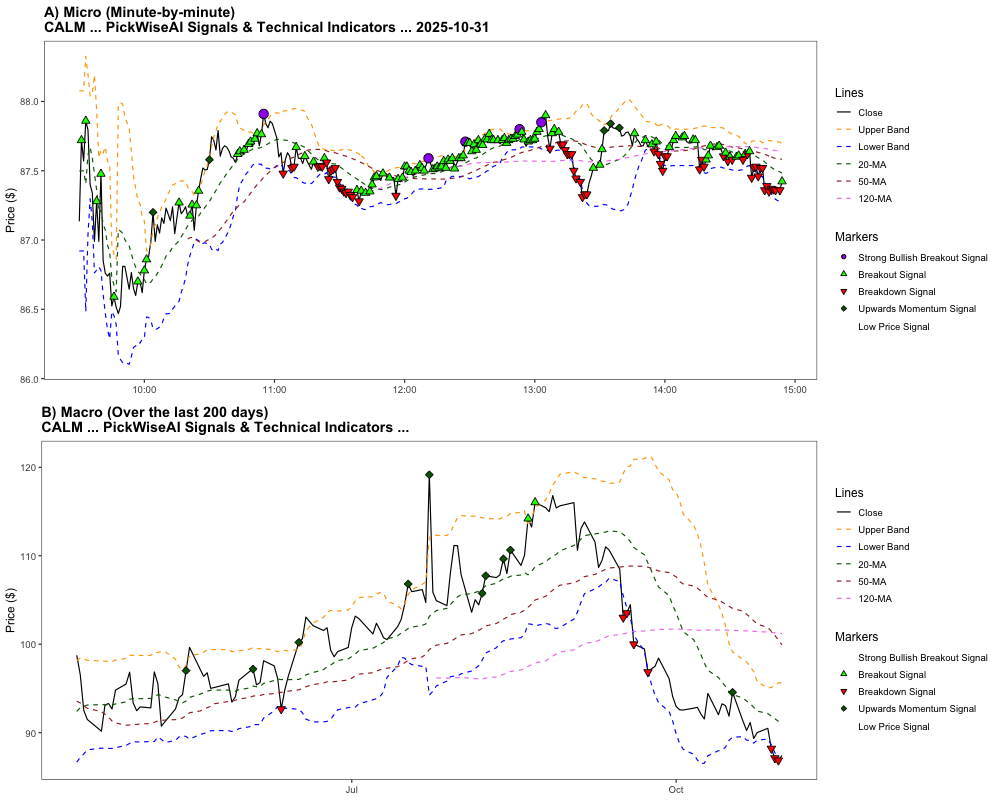 A) Micro (Minute-by-minute)
CALM ... PickWiseAI Signals & Technical Indicators ... 2025-10-31
Price ($)
88.0
87.5
87.0
86.5
86.0
10:00
11:00
12:00
13:00
14:00
15:00
Lines
Close
Upper Band
Lower Band
20-MA
50-MA
120-MA
Markers
Strong Bullish Breakout Signal
Breakout Signal
Breakdown Signal
Upwards Momentum Signal
Low Price Signal
B) Macro (Over the last 200 days)
CALM ... PickWiseAI Signals & Technical Indicators ...
Price ($)
120
110
100
90
Jul
Oct
Lines
Close
Upper Band
Lower Band
20-MA
50-MA
120-MA
Markers
Strong Bullish Breakout Signal
Breakout Signal
Breakdown Signal
Upwards Momentum Signal
Low Price Signal